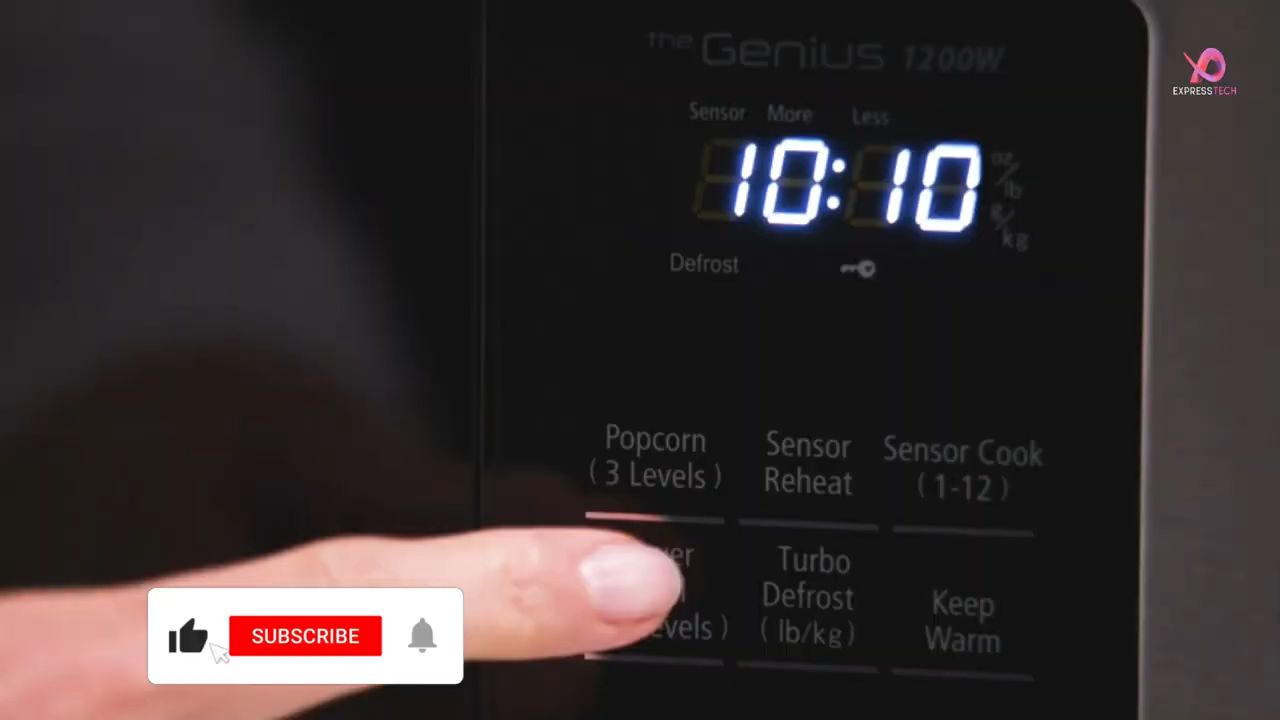 the Genius 1200W
EXPRESSTECH
Sensor More Less
10:10
oz/lb
g/kg
Defrost
Popcorn
(3 Levels)
Sensor
Reheat
Sensor Cook
(1-12)
Turbo
Defrost
(lb/kg)
Keep
Warm
SUBSCRIBE